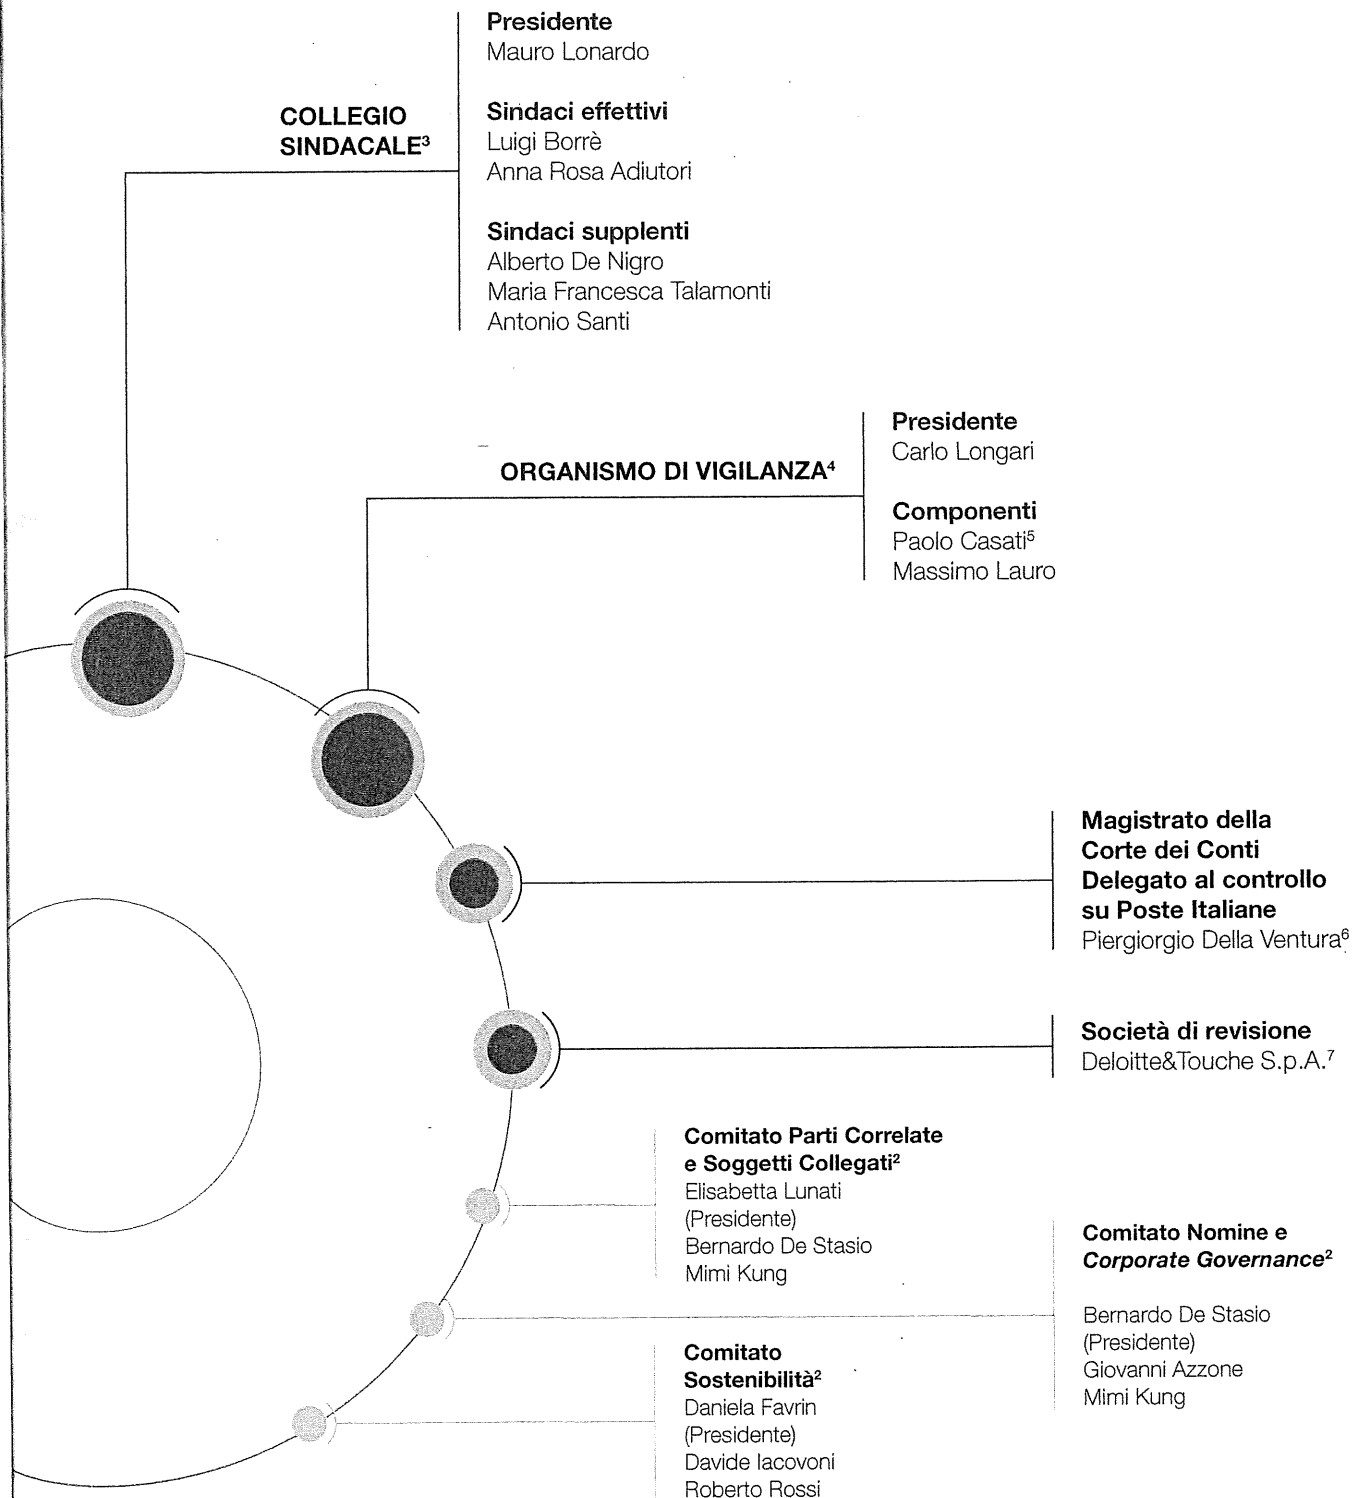 Presidente
Mauro Lonardo
COLLEGIO
SINDACALE³
Sindaci effettivi
Luigi Borrè
Anna Rosa Adiutori
Sindaci supplenti
Alberto De Nigro
Maria Francesca Talamonti
Antonio Santi
ORGANISMO DI VIGILANZA⁴
Presidente
Carlo Longari
Componenti
Paolo Casati⁵
Massimo Lauro
Magistrato della
Corte dei Conti
Delegato al controllo
su Poste Italiane
Piergiorgio Della Ventura⁶
Società di revisione
Deloitte&Touche S.p.A.⁷
Comitato Parti Correlate
e Soggetti Collegati²
Elisabetta Lunati
(Presidente)
Bernardo De Stasio
Mimi Kung
Comitato Nomine e
Corporate Governance²
Bernardo De Stasio
(Presidente)
Giovanni Azzone
Mimi Kung
Comitato
Sostenibilità²
Daniela Favrin
(Presidente)
Davide Iacovoni
Roberto Rossi